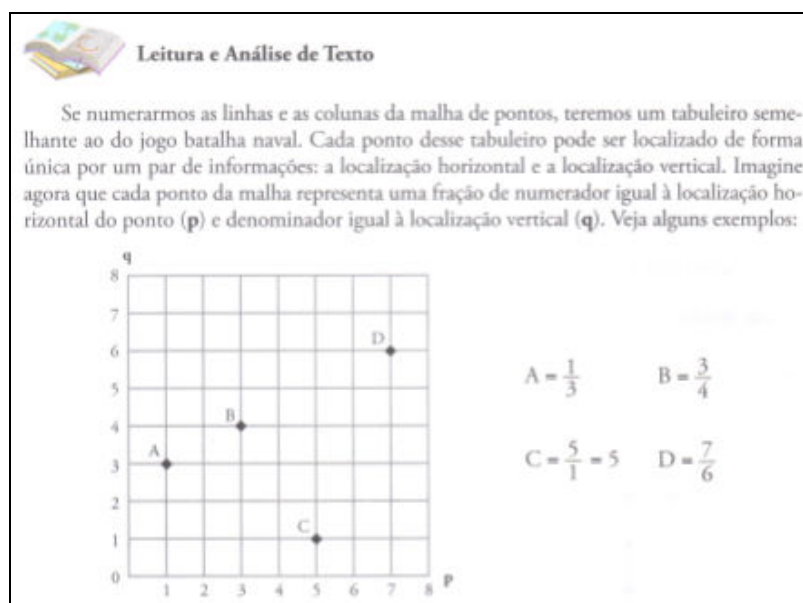 Leitura e Análise de Texto
Se numerarmos as linhas e as colunas da malha de pontos, teremos um tabuleiro seme-
lhante ao do jogo batalha naval. Cada ponto desse tabuleiro pode ser localizado de forma
única por um par de informações: a localização horizontal e a localização vertical. Imagine
agora que cada ponto da malha representa uma fração de numerador igual à localização ho-
rizontal do ponto (p) e denominador igual à localização vertical (q). Veja alguns exemplos:
q
8
7
6 D
5
4 B
3 A
2
1 C
0
1 2 3 4 5 6 7 8 p
A = 1/3 B = 3/4
C = 5/1 = 5 D = 7/6